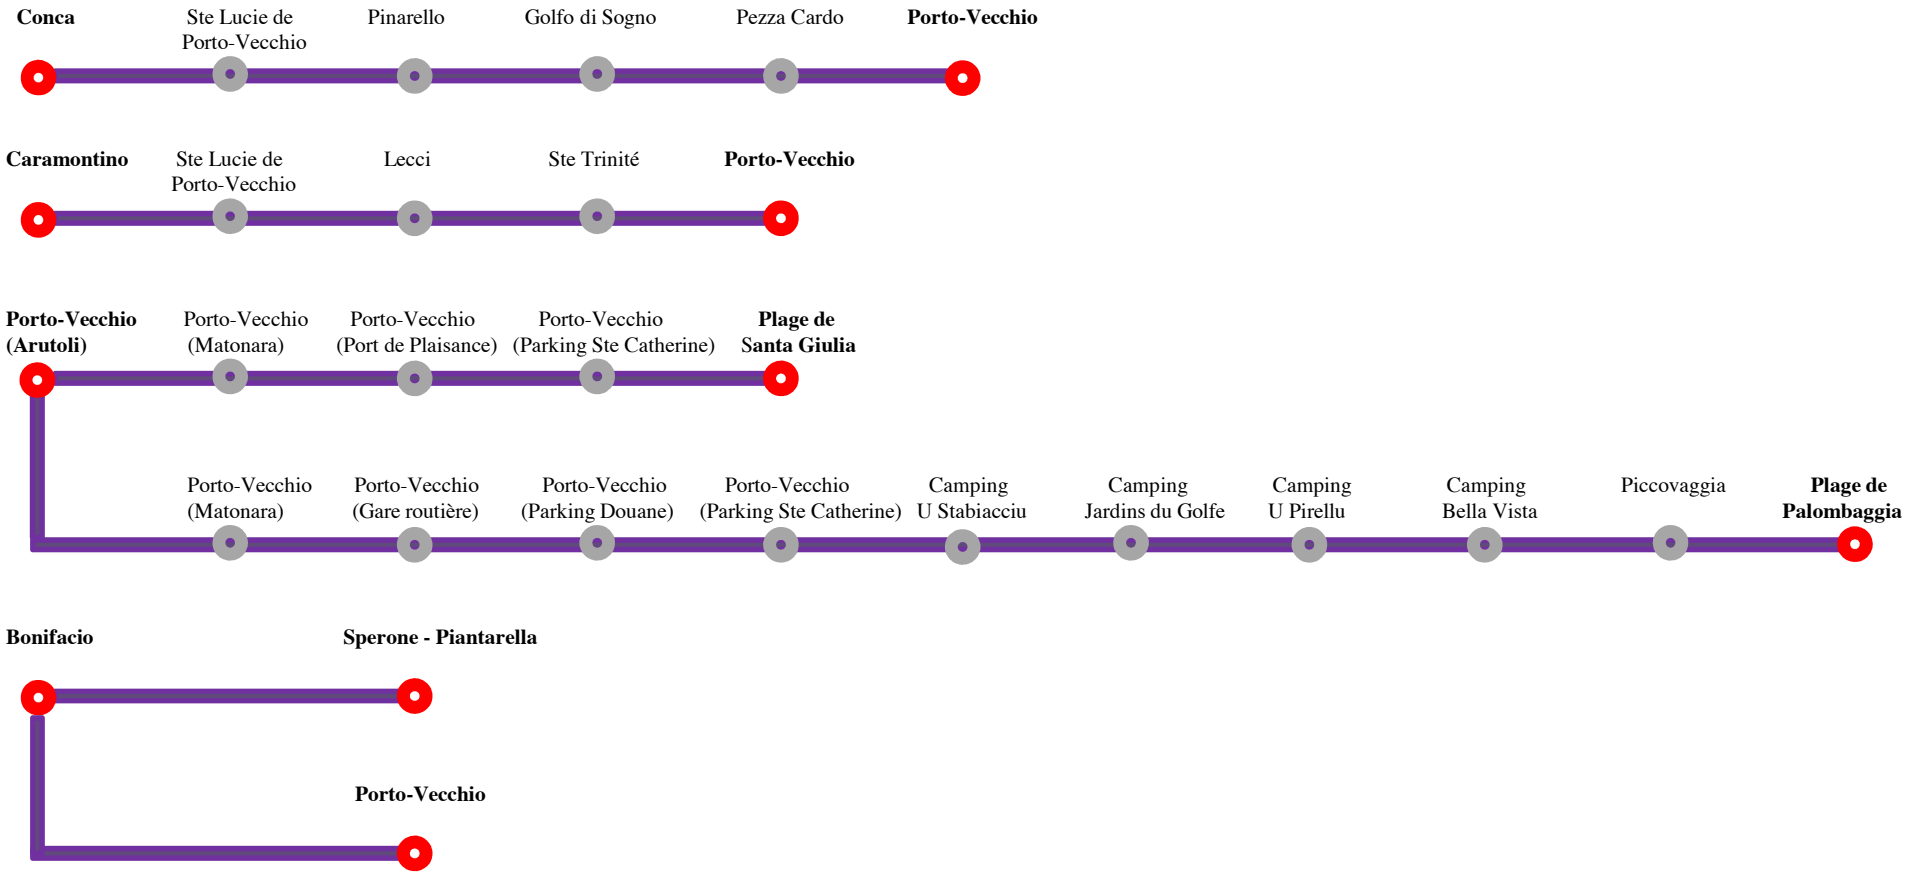 Conca
Ste Lucie de
Porto-Vecchio
Pinarello
Golfo di Sogno
Pezza Cardo
Porto-Vecchio
Caramontino
Ste Lucie de
Porto-Vecchio
Lecci
Ste Trinité
Porto-Vecchio
Porto-Vecchio
(Arutoli)
Porto-Vecchio
(Matonara)
Porto-Vecchio
(Port de Plaisance)
Porto-Vecchio
(Parking Ste Catherine)
Plage de
Santa Giulia
Porto-Vecchio
(Matonara)
Porto-Vecchio
(Gare routière)
Porto-Vecchio
(Parking Douane)
Porto-Vecchio
(Parking Ste Catherine)
Camping
U Stabiacciu
Camping
Jardins du Golfe
Camping
U Pirellu
Camping
Bella Vista
Piccovaggia
Plage de
Palombaggia
Bonifacio
Sperone - Piantarella
Porto-Vecchio